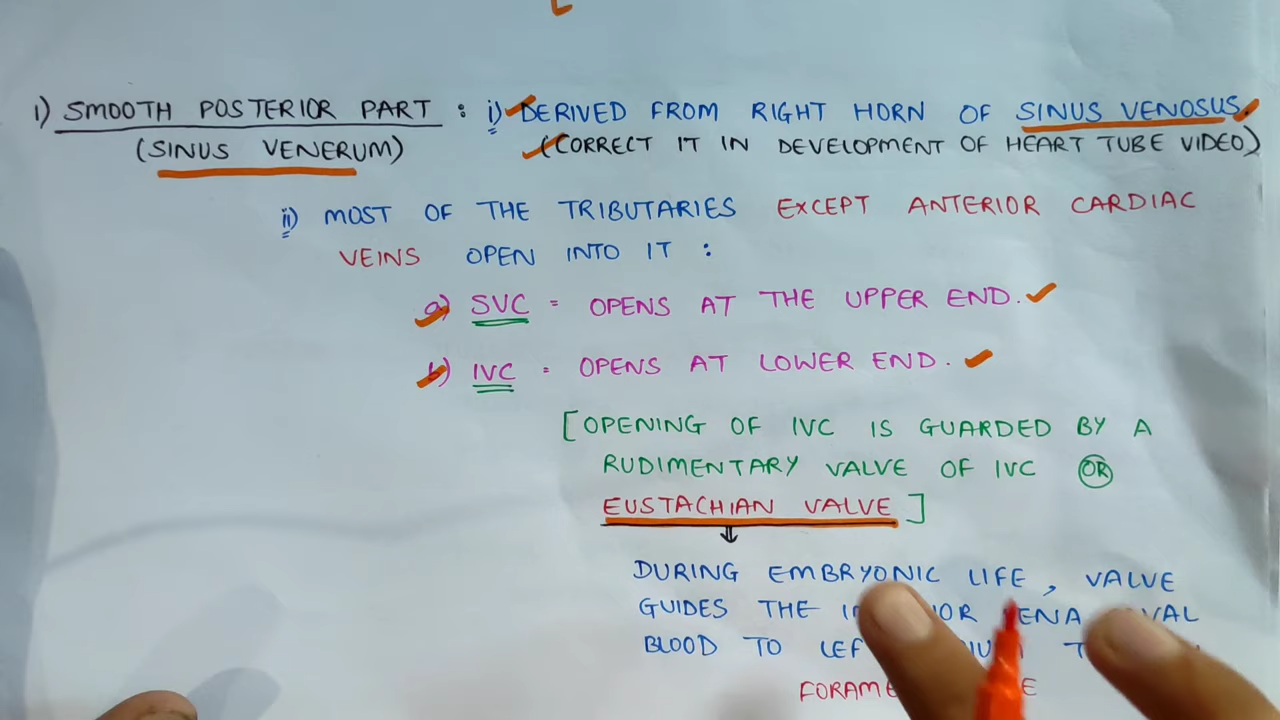 1) SMOOTH POSTERIOR PART : i) DERIVED FROM RIGHT HORN OF SINUS VENOSUS.
(SINUS VENERUM) (CORRECT IT IN DEVELOPMENT OF HEART TUBE VIDEO)
ii) MOST OF THE TRIBUTARIES EXCEPT ANTERIOR CARDIAC
VEINS OPEN INTO IT :
a) SVC = OPENS AT THE UPPER END.
b) IVC = OPENS AT LOWER END.
[OPENING OF IVC IS GUARDED BY A
RUDIMENTARY VALVE OF IVC OR
EUSTACHIAN VALVE]
DURING EMBRYONIC LIFE, VALVE
GUIDES THE
BLOOD TO